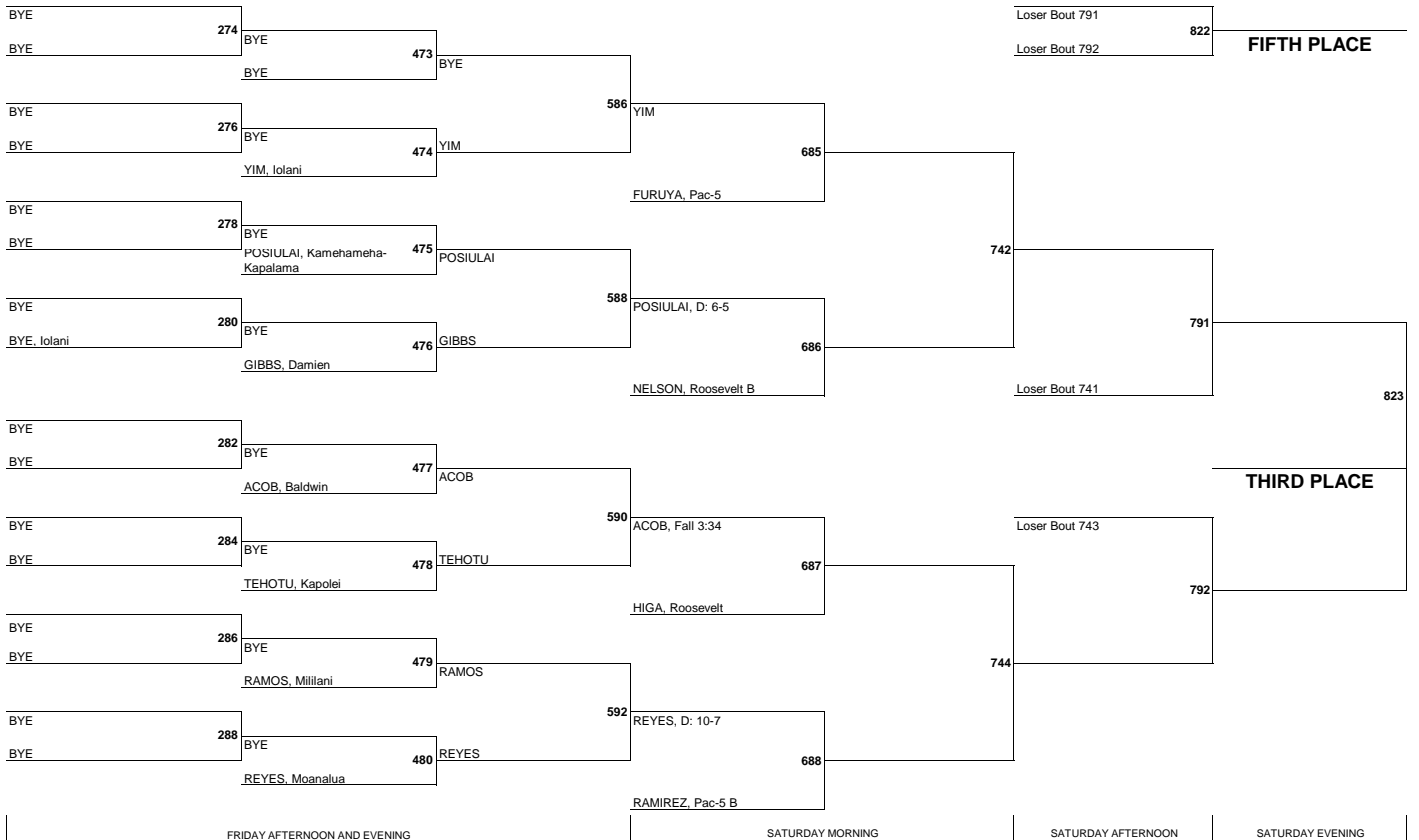 BYE
274
BYE
BYE
473
BYE
BYE
BYE
276
BYE
BYE
474
YIM
YIM, Iolani
586
YIM
685
FURUYA, Pac-5
BYE
278
BYE
BYE
475
POSIULAI
POSIULAI, Kamehameha-
Kapalama
588
POSIULAI, D: 6-5
BYE
280
BYE, Iolani
BYE
476
GIBBS
GIBBS, Damien
686
NELSON, Roosevelt B
742
Loser Bout 741
791
BYE
282
BYE
BYE
477
ACOB
ACOB, Baldwin
590
ACOB, Fall 3:34
BYE
284
BYE
BYE
478
TEHOTU
TEHOTU, Kapolei
687
HIGA, Roosevelt
BYE
286
BYE
BYE
479
RAMOS
RAMOS, Mililani
592
REYES, D: 10-7
BYE
288
BYE
BYE
480
REYES
REYES, Moanalua
688
RAMIREZ, Pac-5 B
744
Loser Bout 743
792
823
THIRD PLACE
Loser Bout 791
822
Loser Bout 792
FIFTH PLACE
FRIDAY AFTERNOON AND EVENING
SATURDAY MORNING
SATURDAY AFTERNOON
SATURDAY EVENING